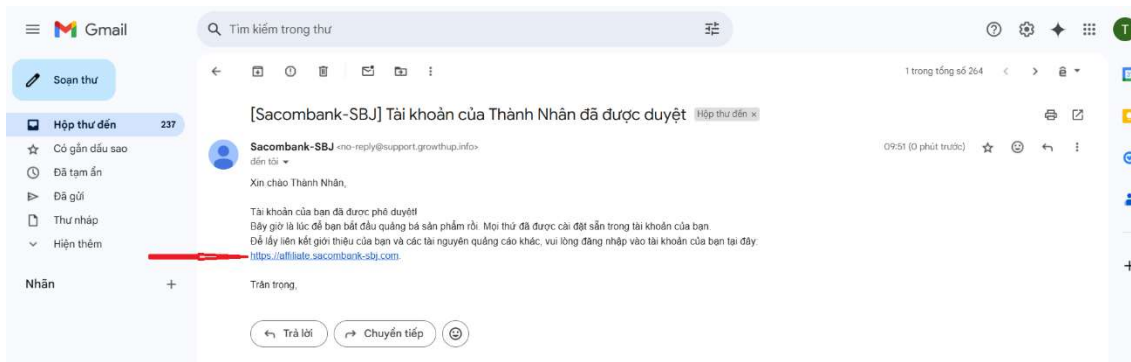 Gmail
Tìm kiếm trong thư
Soạn thư
1 trong tổng số 264
Hộp thư đến 237
Có gắn dấu sao
Đã tạm ẩn
Đã gửi
Thư nháp
Hiện thêm
Nhãn
[Sacombank-SBJ] Tài khoản của Thành Nhân đã được duyệt Hộp thư đến ×
Sacombank-SBJ <no-reply@support.growthup.info>
09:51 (0 phút trước)
đến tôi
Xin chào Thành Nhân,
Tài khoản của bạn đã được phê duyệt!
Bây giờ là lúc để bạn bắt đầu quảng bá sản phẩm rồi. Mọi thứ đã được cài đặt sẵn trong tài khoản của bạn.
Để lấy liên kết giới thiệu của bạn và các tài nguyên quảng cáo khác, vui lòng đăng nhập vào tài khoản của bạn tại đây:
https://affiliate.sacombank-sbj.com.
Trân trọng,
Trả lời
Chuyển tiếp
T